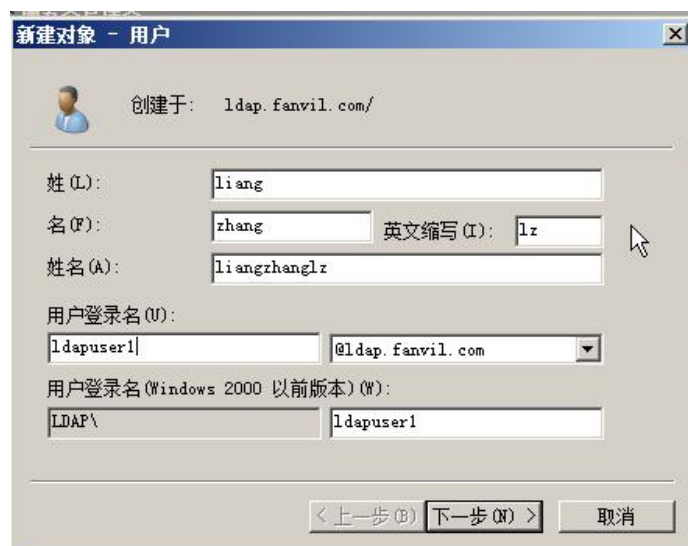 新建对象 - 用户
创建于: ldap.fanvil.com/
姓(L): liang
名(F): zhang 英文缩写(I): lz
姓名(A): liangzhanglz
用户登录名(U):
ldapuser1 @ldap.fanvil.com
用户登录名(Windows 2000 以前版本)(W):
LDAP\ ldapuser1
< 上一步(B) 下一步(N) > 取消